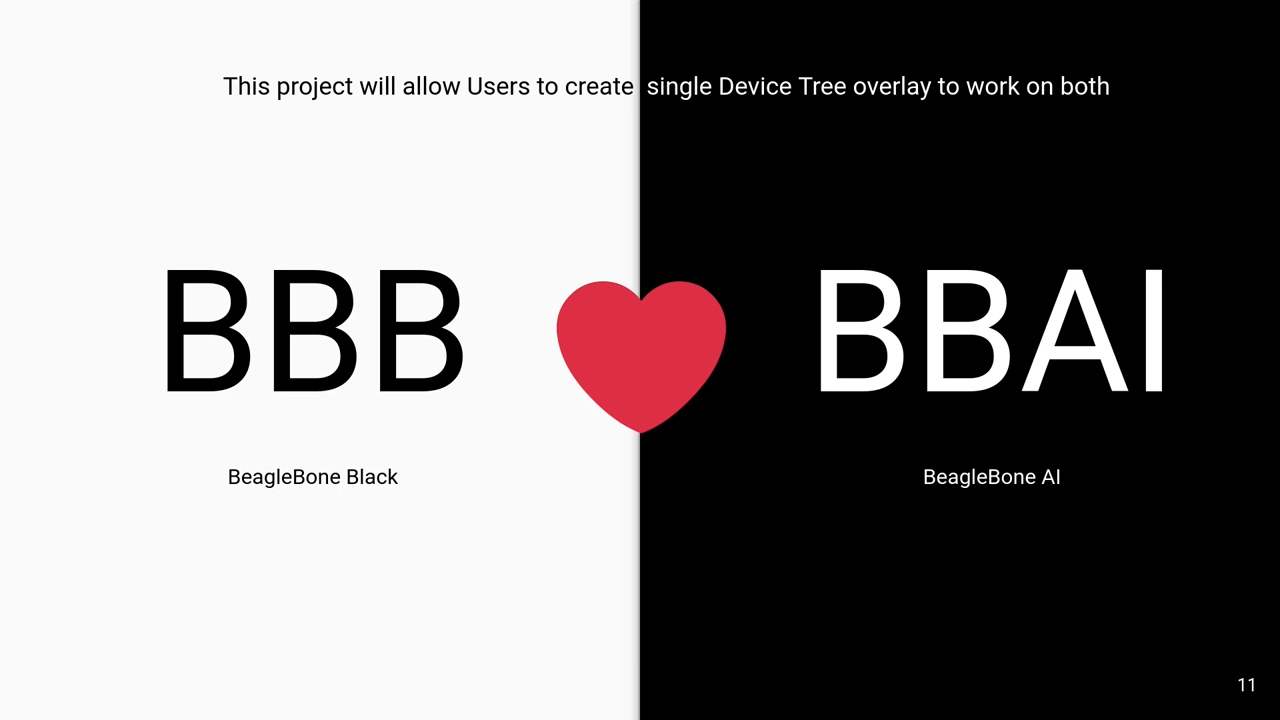 This project will allow Users to create single Device Tree overlay to work on both
BBB BBAI
BeagleBone Black BeagleBone AI
11